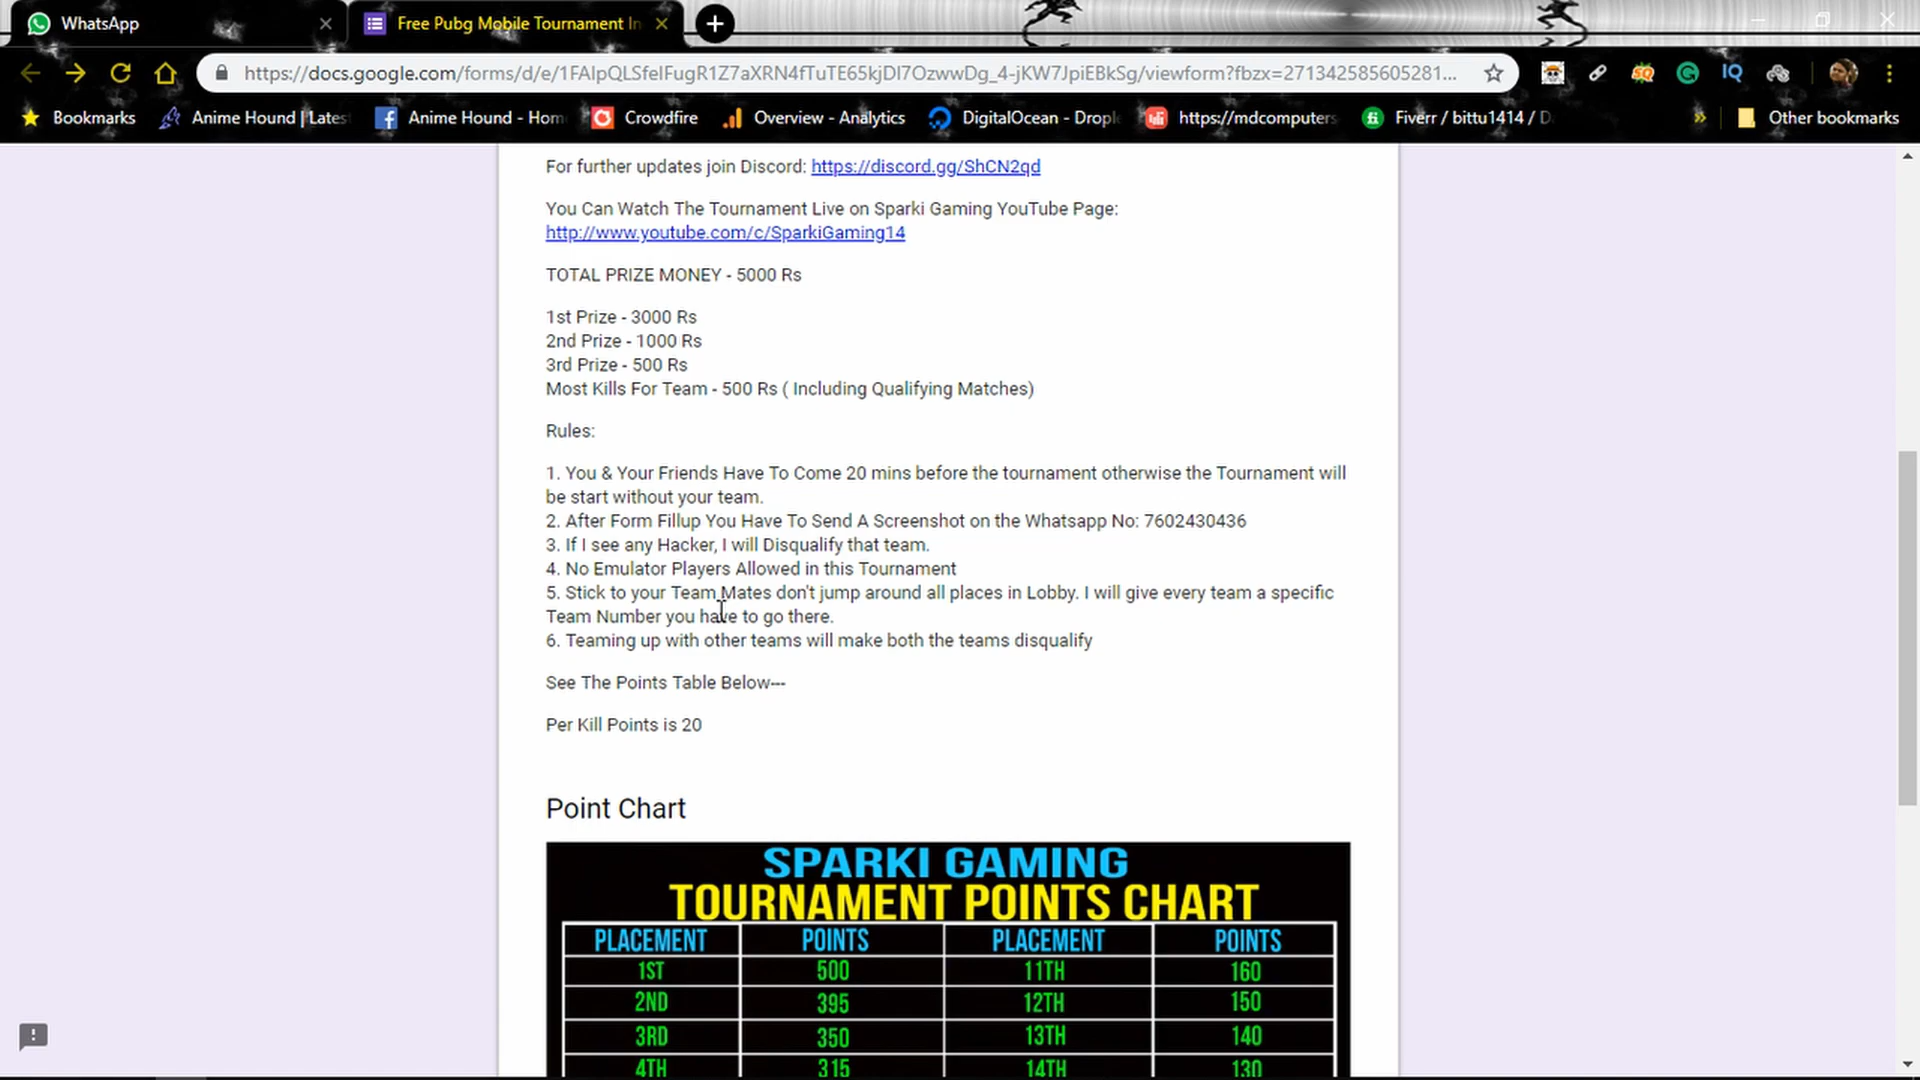 WhatsApp
Free Pubg Mobile Tournament In
https://docs.google.com/forms/d/e/1FAIpQLSfeIFugR1Z7aXRN4fTuTE65kjDI7OzwwDg_4-jKW7JpiEBkSg/viewform?fbzx=271342585605281...
IQ
Bookmarks
Anime Hound | Lates
Anime Hound - Hom
Crowdfire
Overview - Analytics
DigitalOcean - Drople
https://mdcomputers
Fiverr / bittu1414 / D
Other bookmarks
For further updates join Discord: https://discord.gg/ShCN2qd
You Can Watch The Tournament Live on Sparki Gaming YouTube Page:
http://www.youtube.com/c/SparkiGaming14
TOTAL PRIZE MONEY - 5000 Rs
1st Prize - 3000 Rs
2nd Prize - 1000 Rs
3rd Prize - 500 Rs
Most Kills For Team - 500 Rs ( Including Qualifying Matches)
Rules:
1. You & Your Friends Have To Come 20 mins before the tournament otherwise the Tournament will
be start without your team.
2. After Form Fillup You Have To Send A Screenshot on the Whatsapp No: 7602430436
3. If I see any Hacker, I will Disqualify that team.
4. No Emulator Players Allowed in this Tournament
5. Stick to your Team Mates don't jump around all places in Lobby. I will give every team a specific
Team Number you have to go there.
6. Teaming up with other teams will make both the teams disqualify
See The Points Table Below---
Per Kill Points is 20
Point Chart
SPARKI GAMING
TOURNAMENT POINTS CHART
PLACEMENT POINTS PLACEMENT POINTS
1ST 500 11TH 160
2ND 395 12TH 150
3RD 350 13TH 140
4TH 315 14TH 130